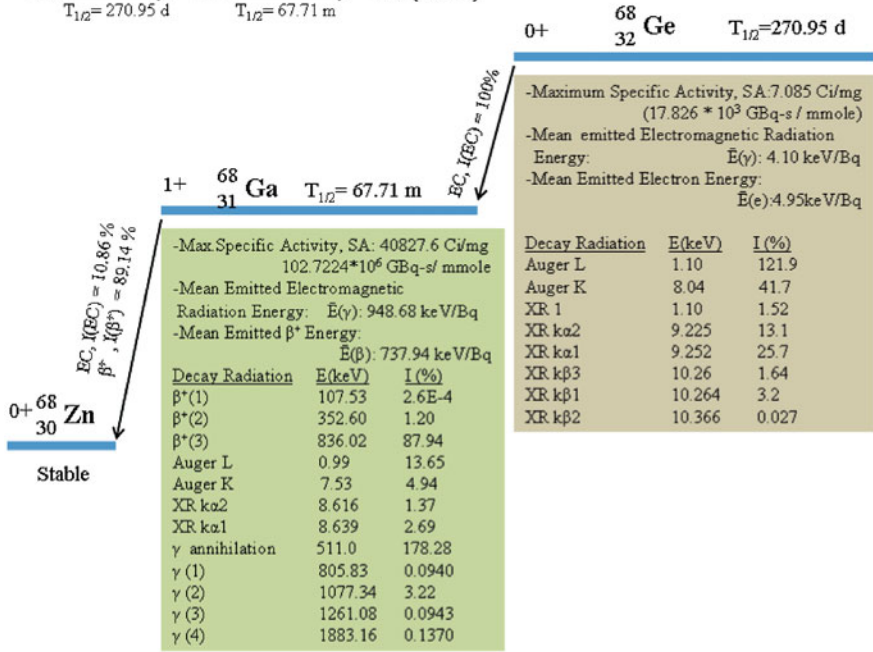 T1/2= 270.95 d T1/2= 67.71 m
0+ 68 32 Ge T1/2=270.95 d
-Maximum Specific Activity, SA:7.085 Ci/mg
(17.826 * 10³ GBq-s / mmole)
-Mean emitted Electromagnetic Radiation
Energy: Ē(γ): 4.10 keV/Bq
-Mean Emitted Electron Energy:
Ē(e):4.95keV/Bq
Decay Radiation E(keV) I (%)
Auger L 1.10 121.9
Auger K 8.04 41.7
XR 1 1.10 1.52
XR kα2 9.225 13.1
XR kα1 9.252 25.7
XR kβ3 10.26 1.64
XR kβ1 10.264 3.2
XR kβ2 10.366 0.027
EC, I(EC) = 100%
1+ 68 31 Ga T1/2= 67.71 m
-Max.Specific Activity, SA: 40827.6 Ci/mg
102.7224*10⁶ GBq-s/ mmole
-Mean Emitted Electromagnetic
Radiation Energy: Ē(γ): 948.68 keV/Bq
-Mean Emitted β⁺ Energy:
Ē(β): 737.94 keV/Bq
Decay Radiation E(keV) I (%)
β⁺(1) 107.53 2.6E-4
β⁺(2) 352.60 1.20
β⁺(3) 836.02 87.94
Auger L 0.99 13.65
Auger K 7.53 4.94
XR kα2 8.616 1.37
XR kα1 8.639 2.69
γ annihilation 511.0 178.28
γ (1) 805.83 0.0940
γ (2) 1077.34 3.22
γ (3) 1261.08 0.0943
γ (4) 1883.16 0.1370
EC, I(EC) = 10.86 %
β⁺, I(β⁺) = 89.14 %
0+ 68 30 Zn
Stable